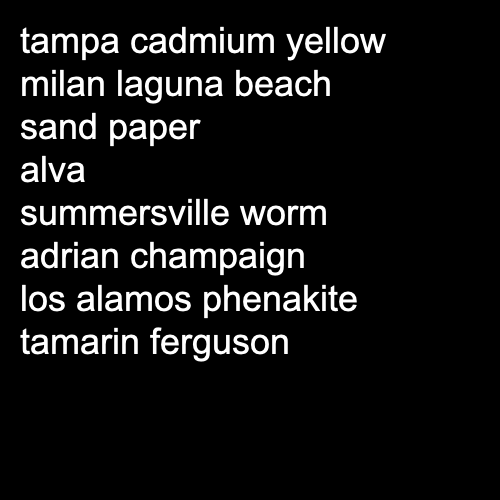 tampa cadmium yellow
milan laguna beach
sand paper
alva
summersville worm
adrian champaign
los alamos phenakite
tamarin ferguson